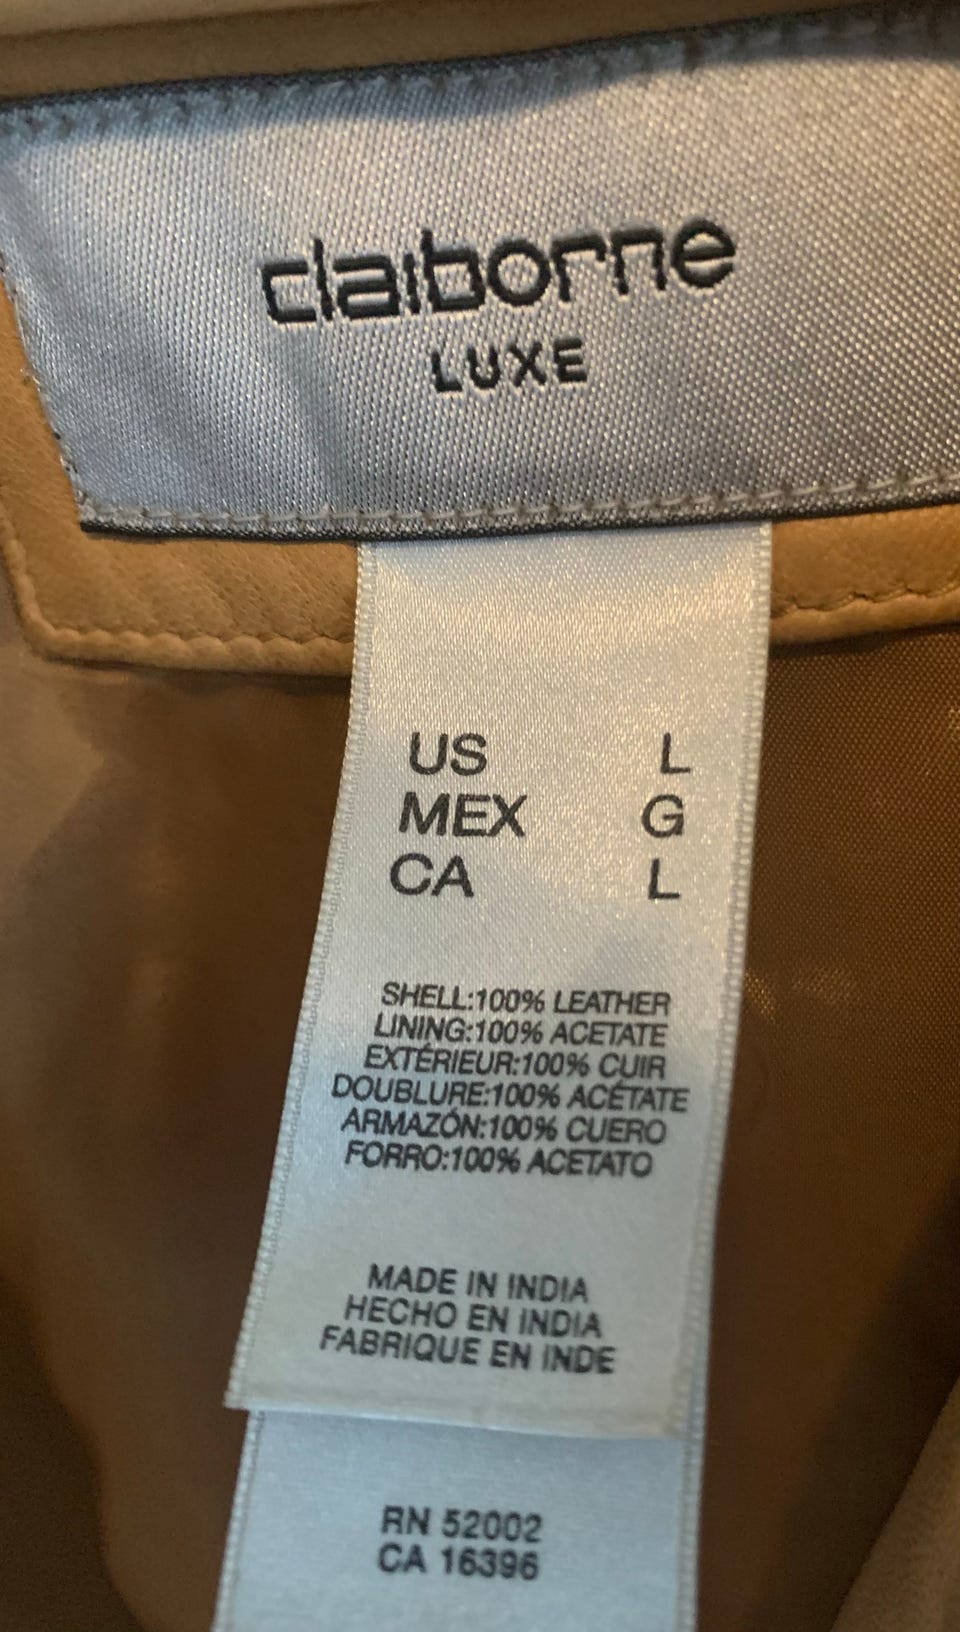 claiborne
LUXE
US L
MEX G
CA L
SHELL:100% LEATHER
LINING:100% ACETATE
EXTÉRIEUR:100% CUIR
DOUBLURE:100% ACÉTATE
ARMAZÓN:100% CUERO
FORRO:100% ACETATO
MADE IN INDIA
HECHO EN INDIA
FABRIQUE EN INDE
RN 52002
CA 16396